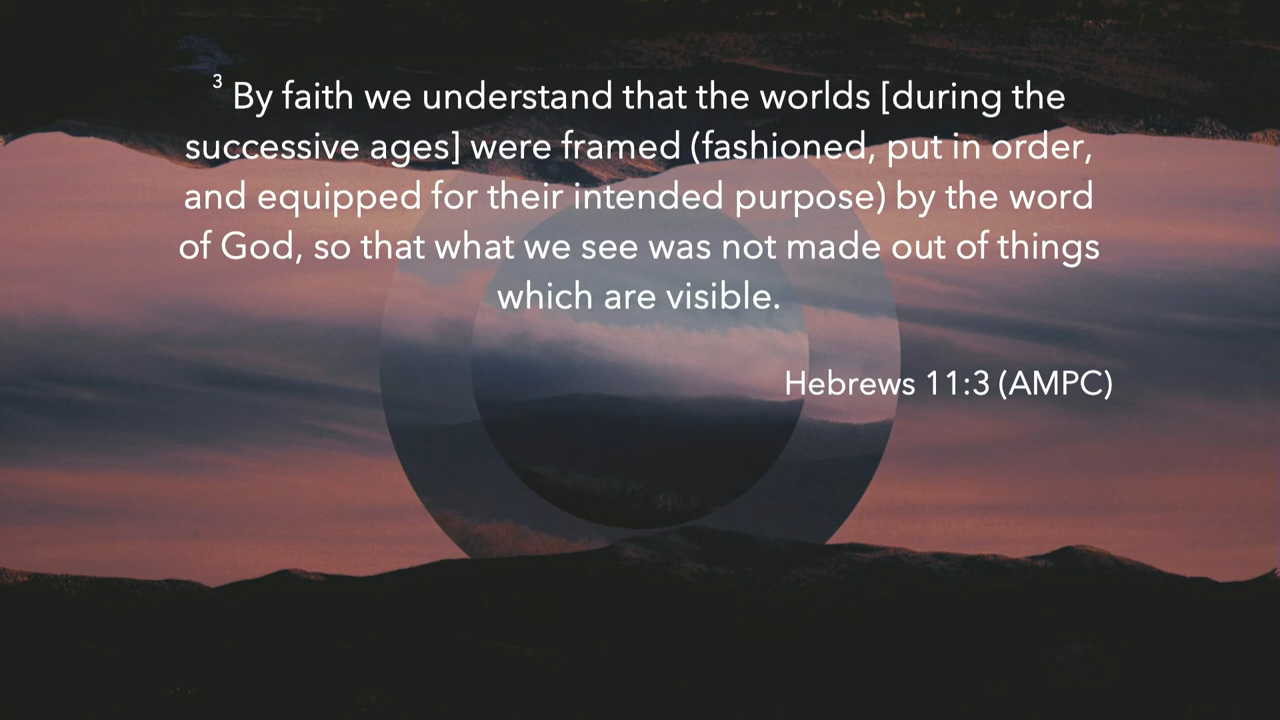 3 By faith we understand that the worlds [during the
successive ages] were framed (fashioned, put in order,
and equipped for their intended purpose) by the word
of God, so that what we see was not made out of things
which are visible.
Hebrews 11:3 (AMPC)